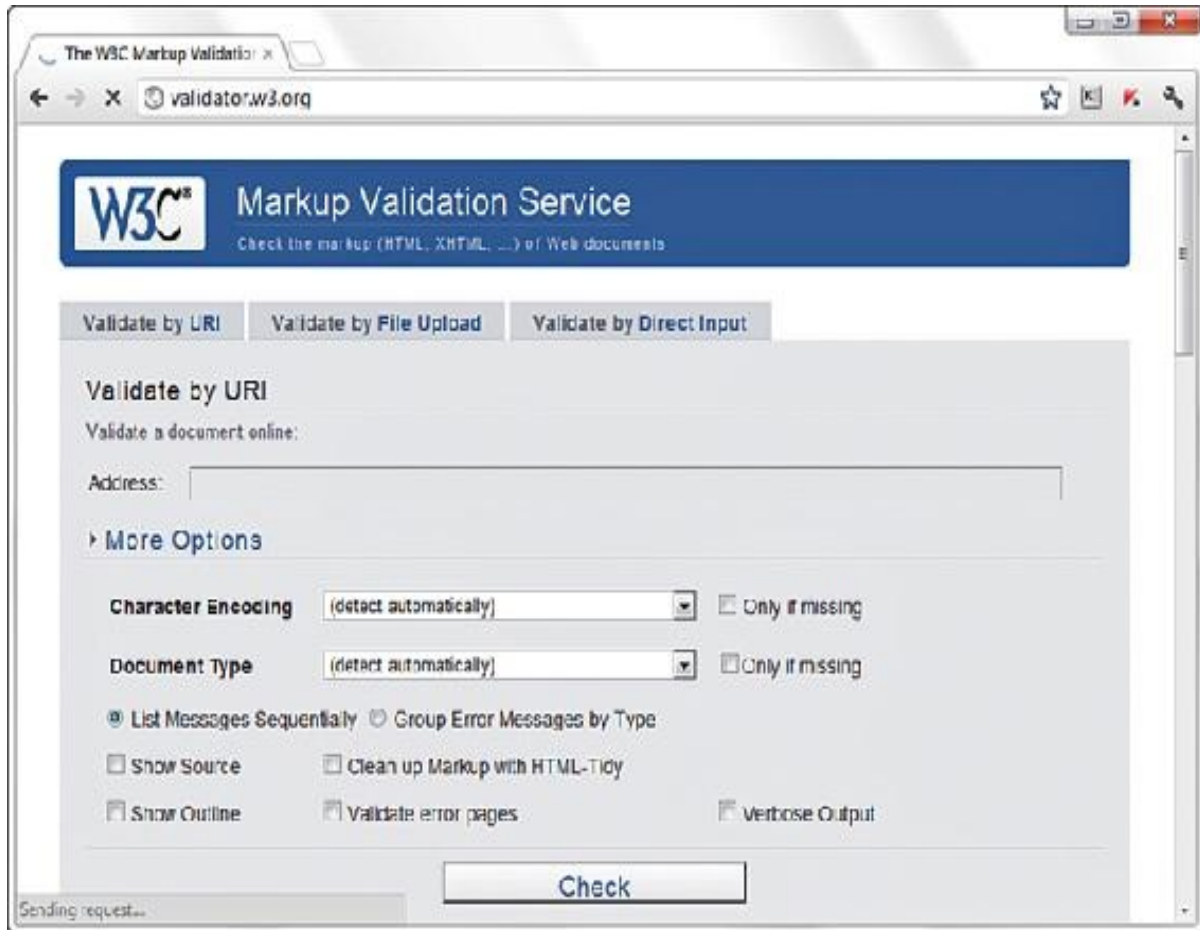 The W3C Markup Validation
validator.w3.org
W3C®
Markup Validation Service
Check the markup (HTML, XHTML, ...) of Web documents
Validate by URI Validate by File Upload Validate by Direct Input
Validate by URI
Validate a document online:
Address:
More Options
Character Encoding (detect automatically) Only if missing
Document Type (detect automatically) Only if missing
List Messages Sequentially Group Error Messages by Type
Show Source Clean up Markup with HTML-Tidy
Show Outline Validate error pages Verbose Output
Check
Sending request...